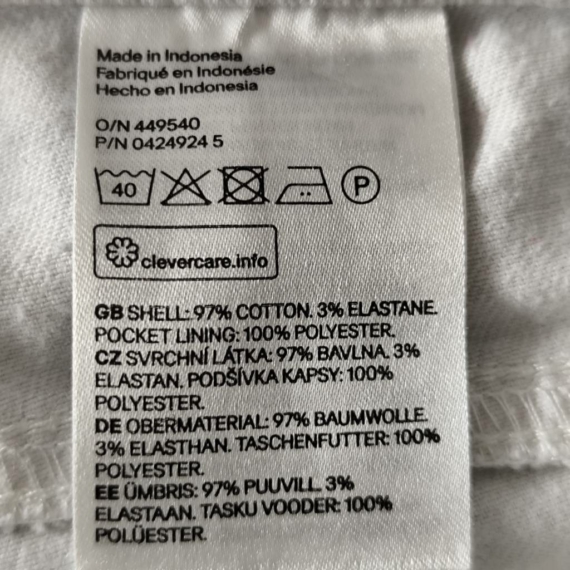 Made in Indonesia
Fabriqué en Indonésie
Hecho en Indonesia
O/N 449540
P/N 0424924 5
40 P
clevercare.info
GB SHELL: 97% COTTON. 3% ELASTANE.
POCKET LINING: 100% POLYESTER.
CZ SVRCHNÍ LÁTKA: 97% BAVLNA. 3%
ELASTAN. PODŠÍVKA KAPSY: 100%
POLYESTER.
DE OBERMATERIAL: 97% BAUMWOLLE.
3% ELASTHAN. TASCHENFUTTER: 100%
POLYESTER.
EE ÜMBRIS: 97% PUUVILL. 3%
ELASTAAN. TASKU VOODER: 100%
POLÜESTER.